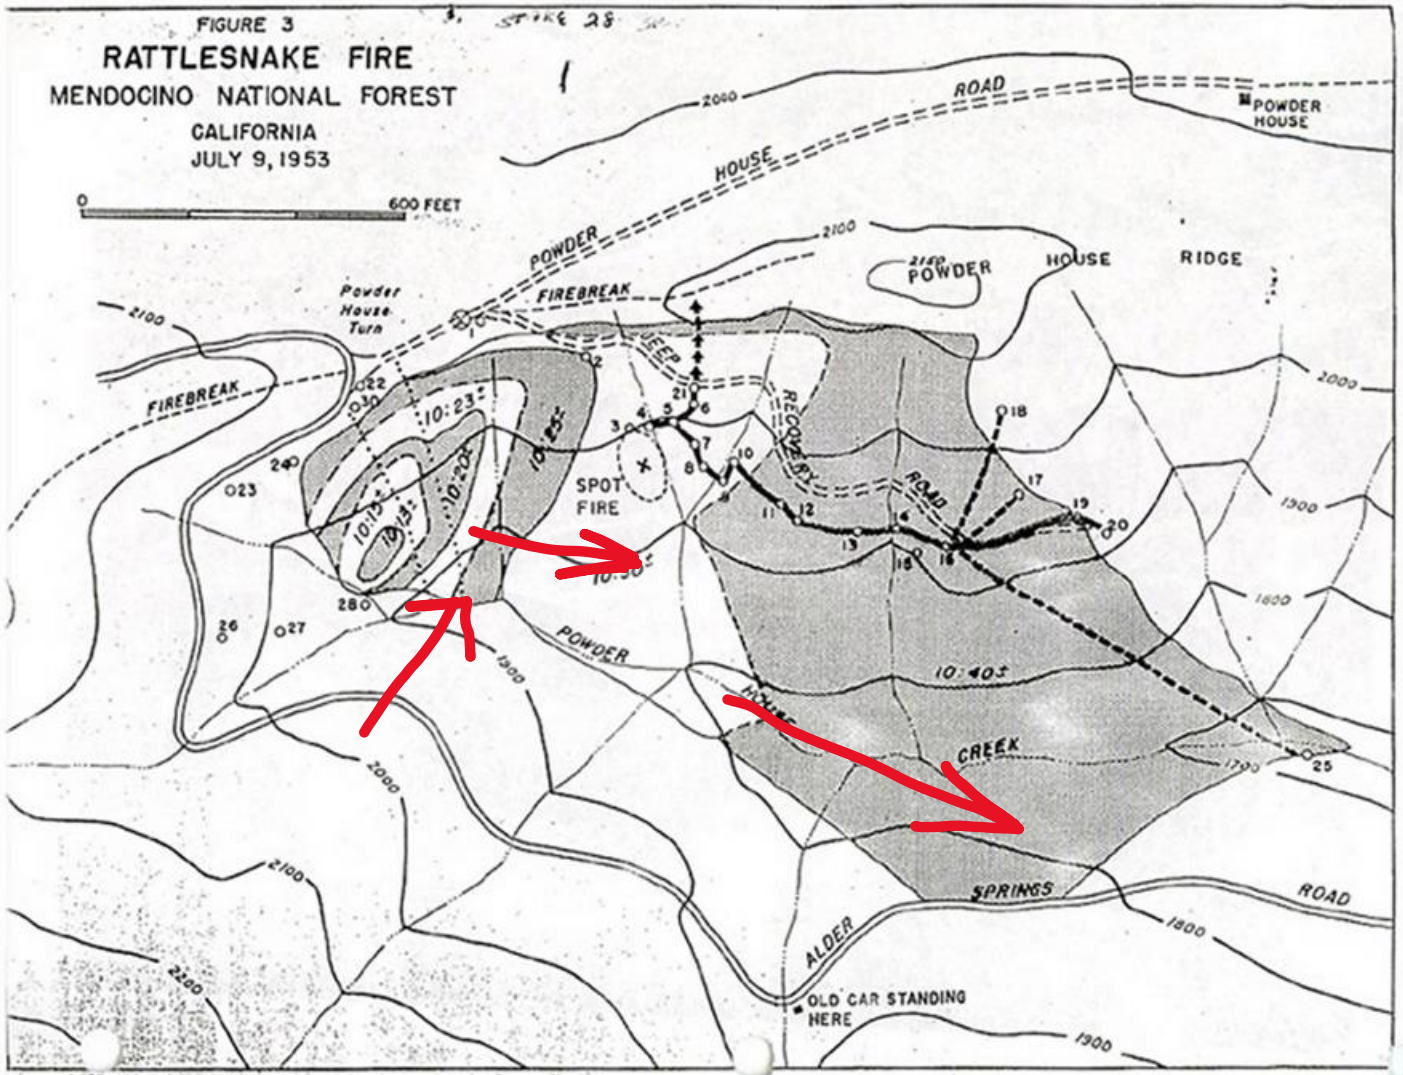 STAKE 28
FIGURE 3
RATTLESNAKE FIRE
MENDOCINO NATIONAL FOREST
CALIFORNIA
JULY 9, 1953
0 600 FEET
2000
ROAD
POWDER
HOUSE
HOUSE
POWDER
2100
2150
POWDER HOUSE RIDGE
FIREBREAK
Powder
House
Turn
2100
1
FIREBREAK
JEEP
2
22
30
10:23±
10:25±
21
RECOVERY
18
2000
3 4 5 6
7
8
9
10
24
23
10:20±
10:15±
10:13±
X
SPOT
FIRE
ROAD
17
1900
11 12
13
14
15
16
19
20
10:30±
28
26
27
1800
POWDER
1900
10:40±
HOUSE
CREEK
1700
25
2000
2100
SPRINGS
ROAD
1800
ALDER
2200
OLD CAR STANDING
HERE
1900